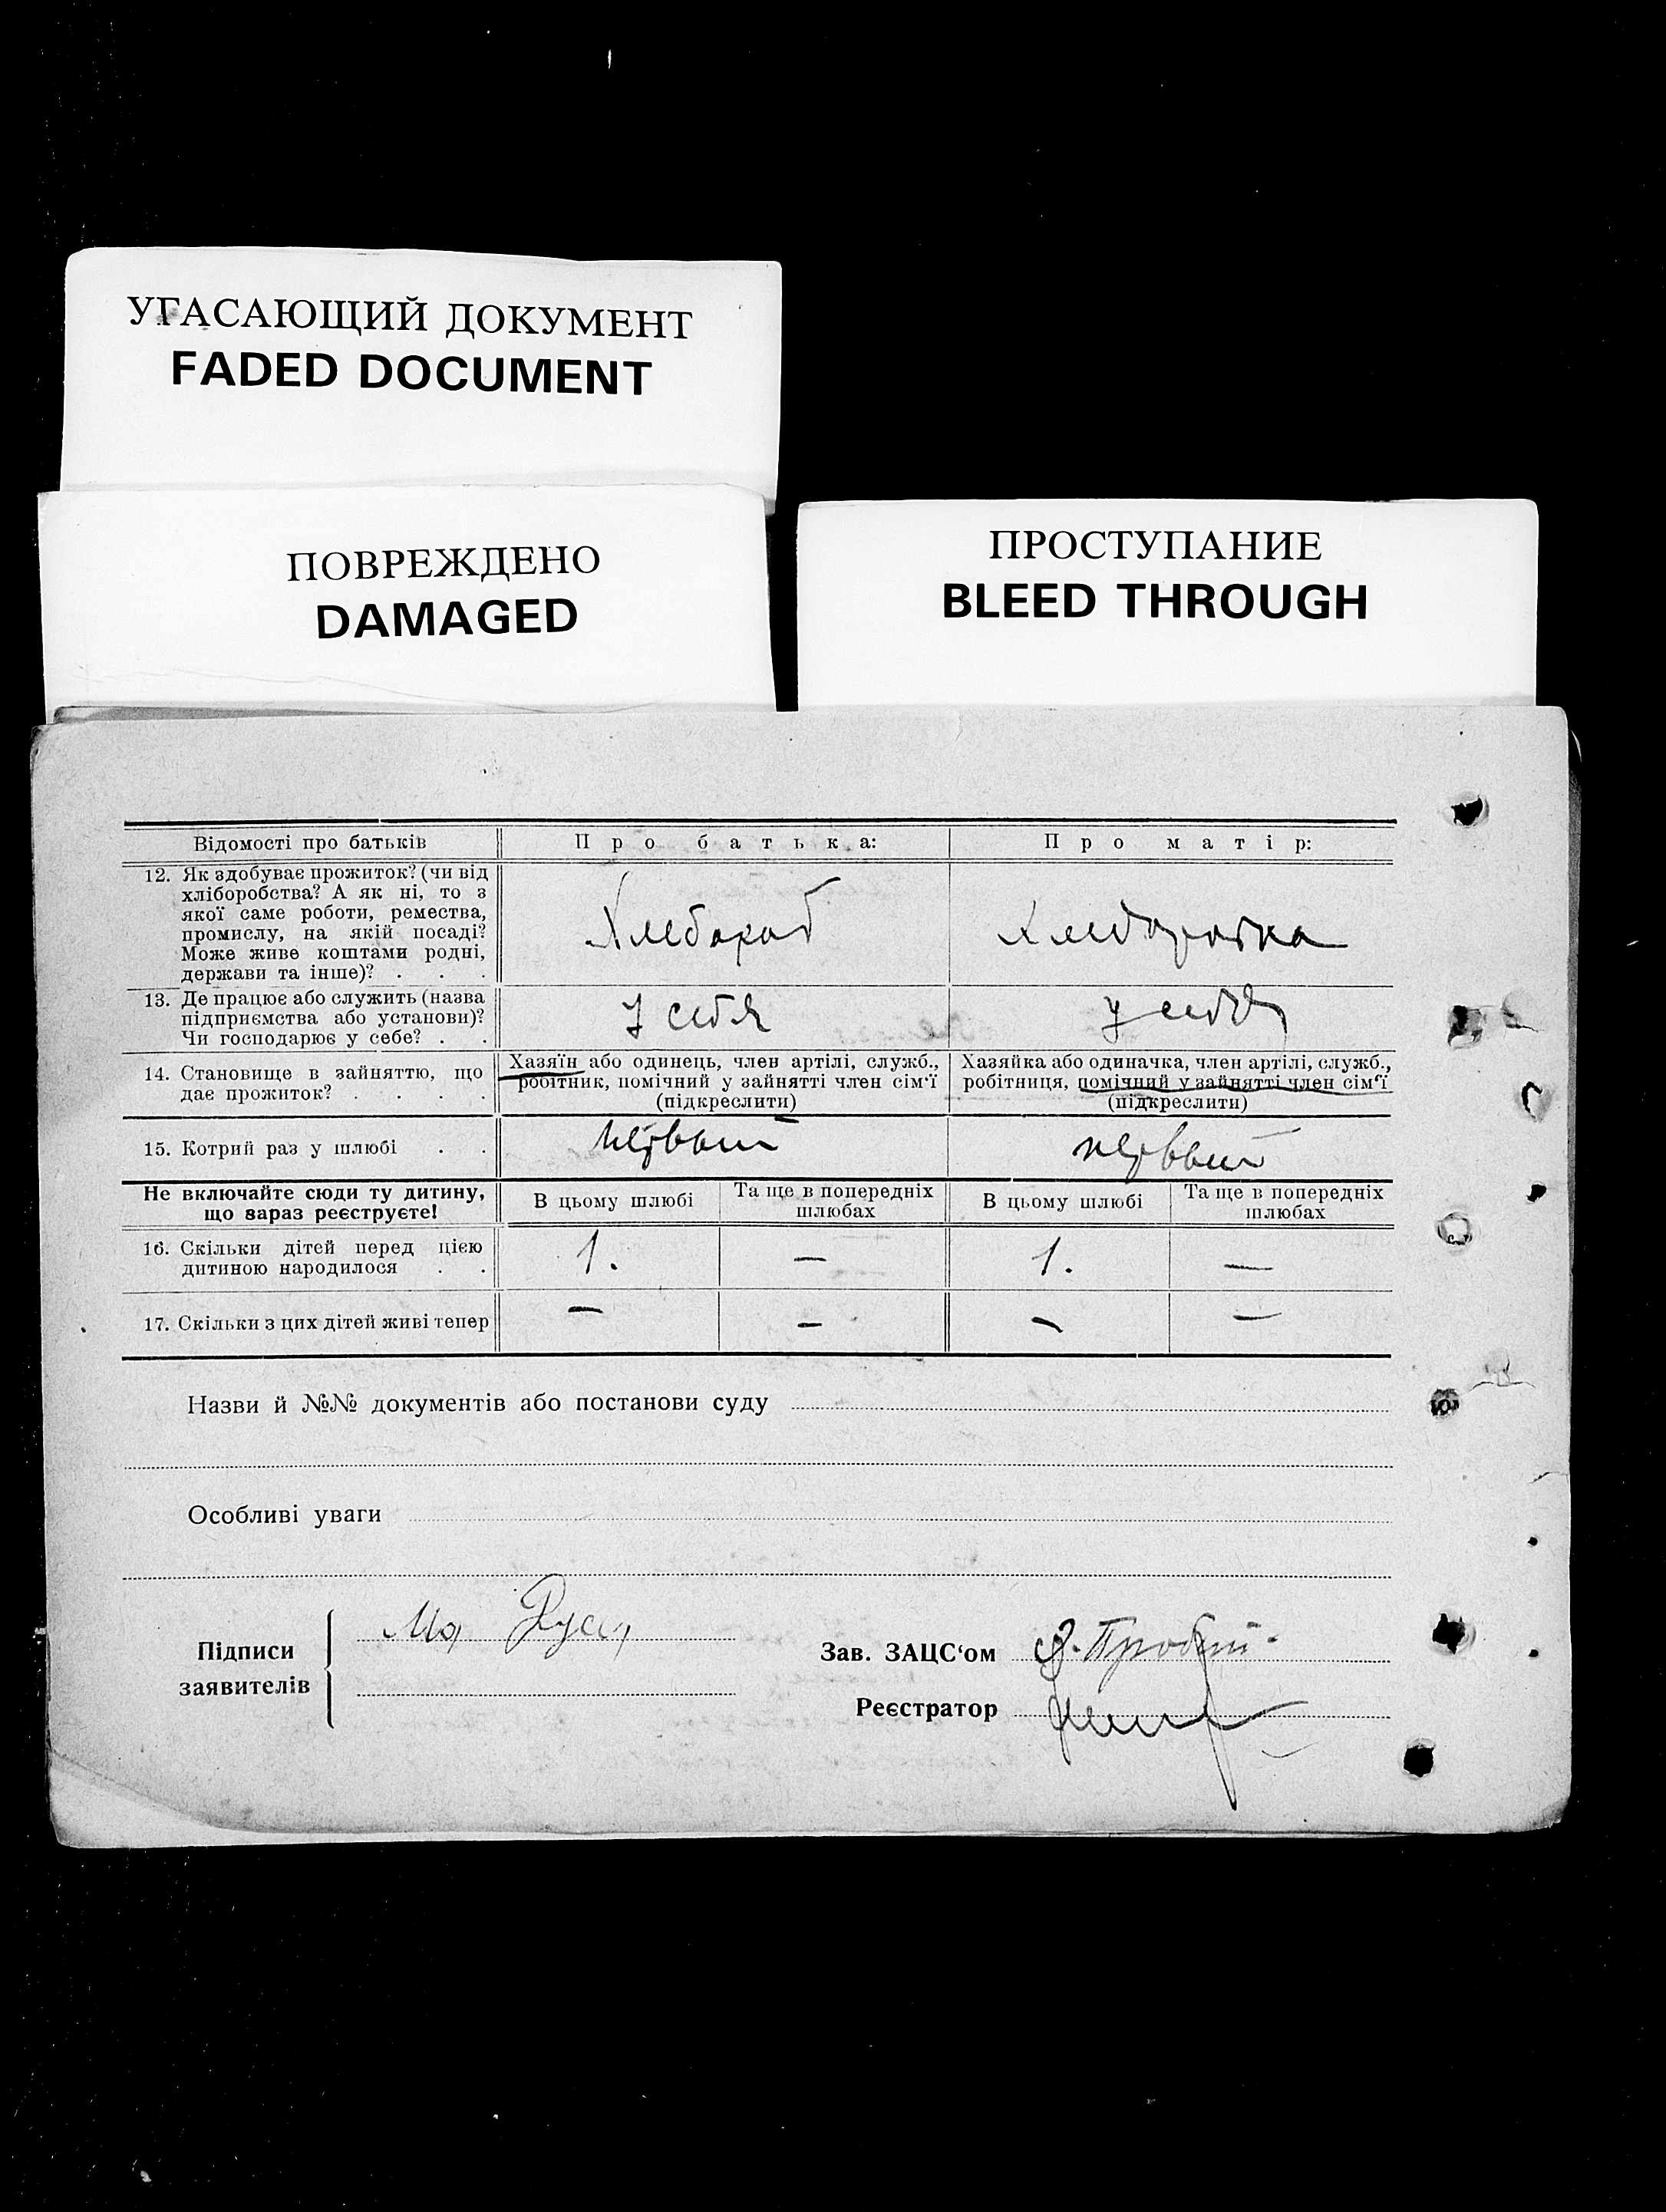 УГАСАЮЩИЙ ДОКУМЕНТ
FADED DOCUMENT
ПОВРЕЖДЕНО
DAMAGED
ПРОСТУПАНИЕ
BLEED THROUGH
Відомості про батьків
Про батька:
Про матір:
12. Як здобуває прожиток? (чи від
хліборобства? А як ні, то з
якої саме роботи, ремества,
промислу, на якій посаді?
Може живе коштами родні,
держави та інше)? . . .
Хлебороб
Хлеборобка
13. Де працює або служить (назва
підприємства або установи)?
Чи господарює у себе? . .
У себя
У себя
14. Становище в зайняттю, що
дає прожиток? . . . .
Хазяїн або одинець, член артілі, служб.,
робітник, помічний у зайнятті член сім‘ї
(підкреслити)
Хазяйка або одиначка, член артілі, служб.,
робітниця, помічний у зайнятті член сім‘ї
(підкреслити)
15. Котрий раз у шлюбі . .
первый
первый
Не включайте сюди ту дитину,
що зараз реєструєте!
В цьому шлюбі
Та ще в попередніх
шлюбах
В цьому шлюбі
Та ще в попередніх
шлюбах
16. Скільки дітей перед цією
дитиною народилося . .
1.
—
1.
—
17. Скільки з цих дітей живі тепер
—
—
—
—
Назви й №№ документів або постанови суду
Особливі уваги
Підписи
заявителів
Зав. ЗАЦС‘ом
Реєстратор